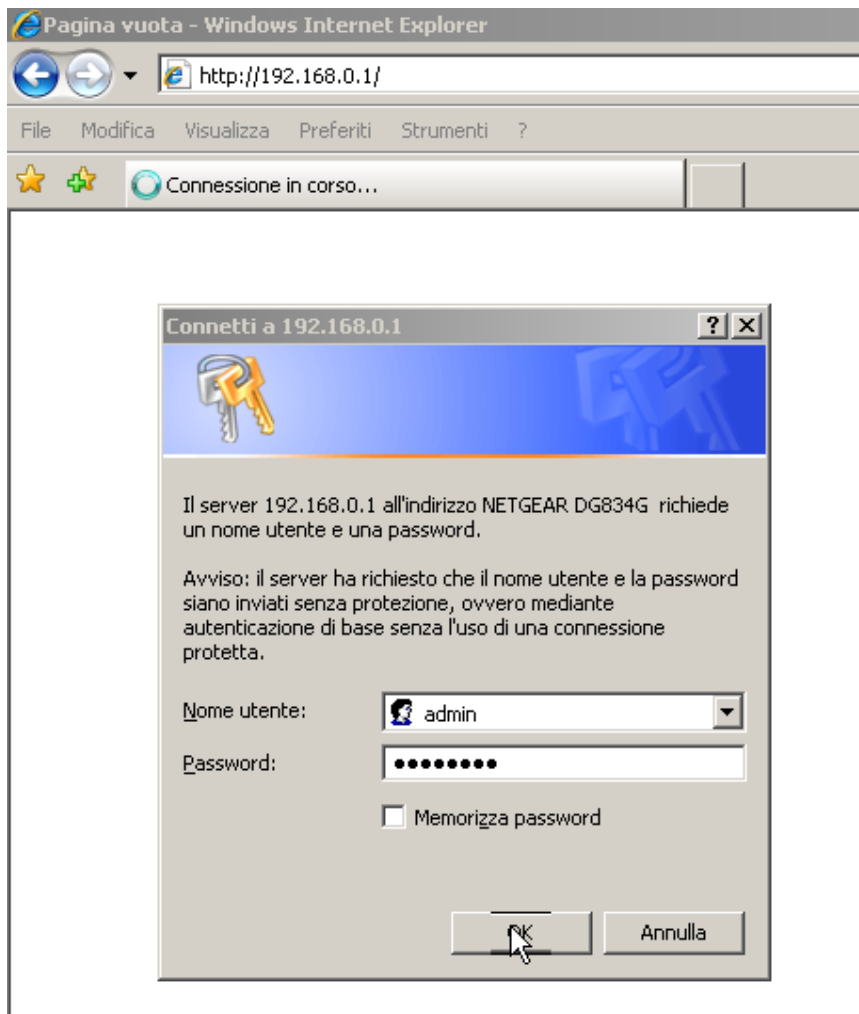 Pagina vuota - Windows Internet Explorer
http://192.168.0.1/
File Modifica Visualizza Preferiti Strumenti ?
Connessione in corso...
Connetti a 192.168.0.1
Il server 192.168.0.1 all'indirizzo NETGEAR DG834G richiede
un nome utente e una password.
Avviso: il server ha richiesto che il nome utente e la password
siano inviati senza protezione, ovvero mediante
autenticazione di base senza l'uso di una connessione
protetta.
Nome utente: admin
Password: ●●●●●●●●
Memorizza password
OK Annulla